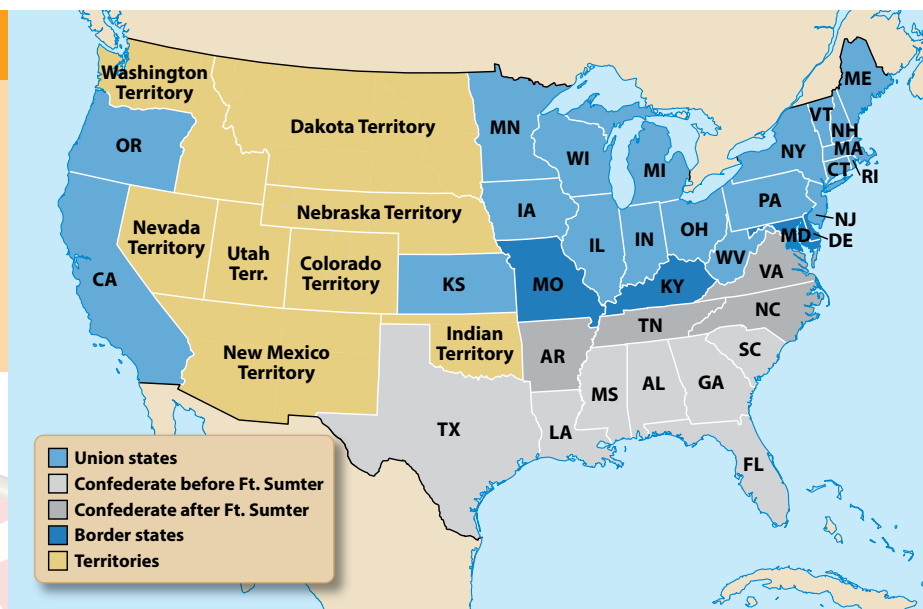 Washington
Territory
OR
Dakota Territory
MN
ME
VT
NH
MA
NY
CT
RI
WI
MI
Nebraska Territory
IA
PA
NJ
Nevada
Territory
Utah
Terr.
Colorado
Territory
IL
IN
OH
MD
DE
WV
CA
KS
MO
KY
VA
NC
TN
New Mexico
Territory
Indian
Territory
AR
SC
MS
AL
GA
TX
LA
FL
Union states
Confederate before Ft. Sumter
Confederate after Ft. Sumter
Border states
Territories